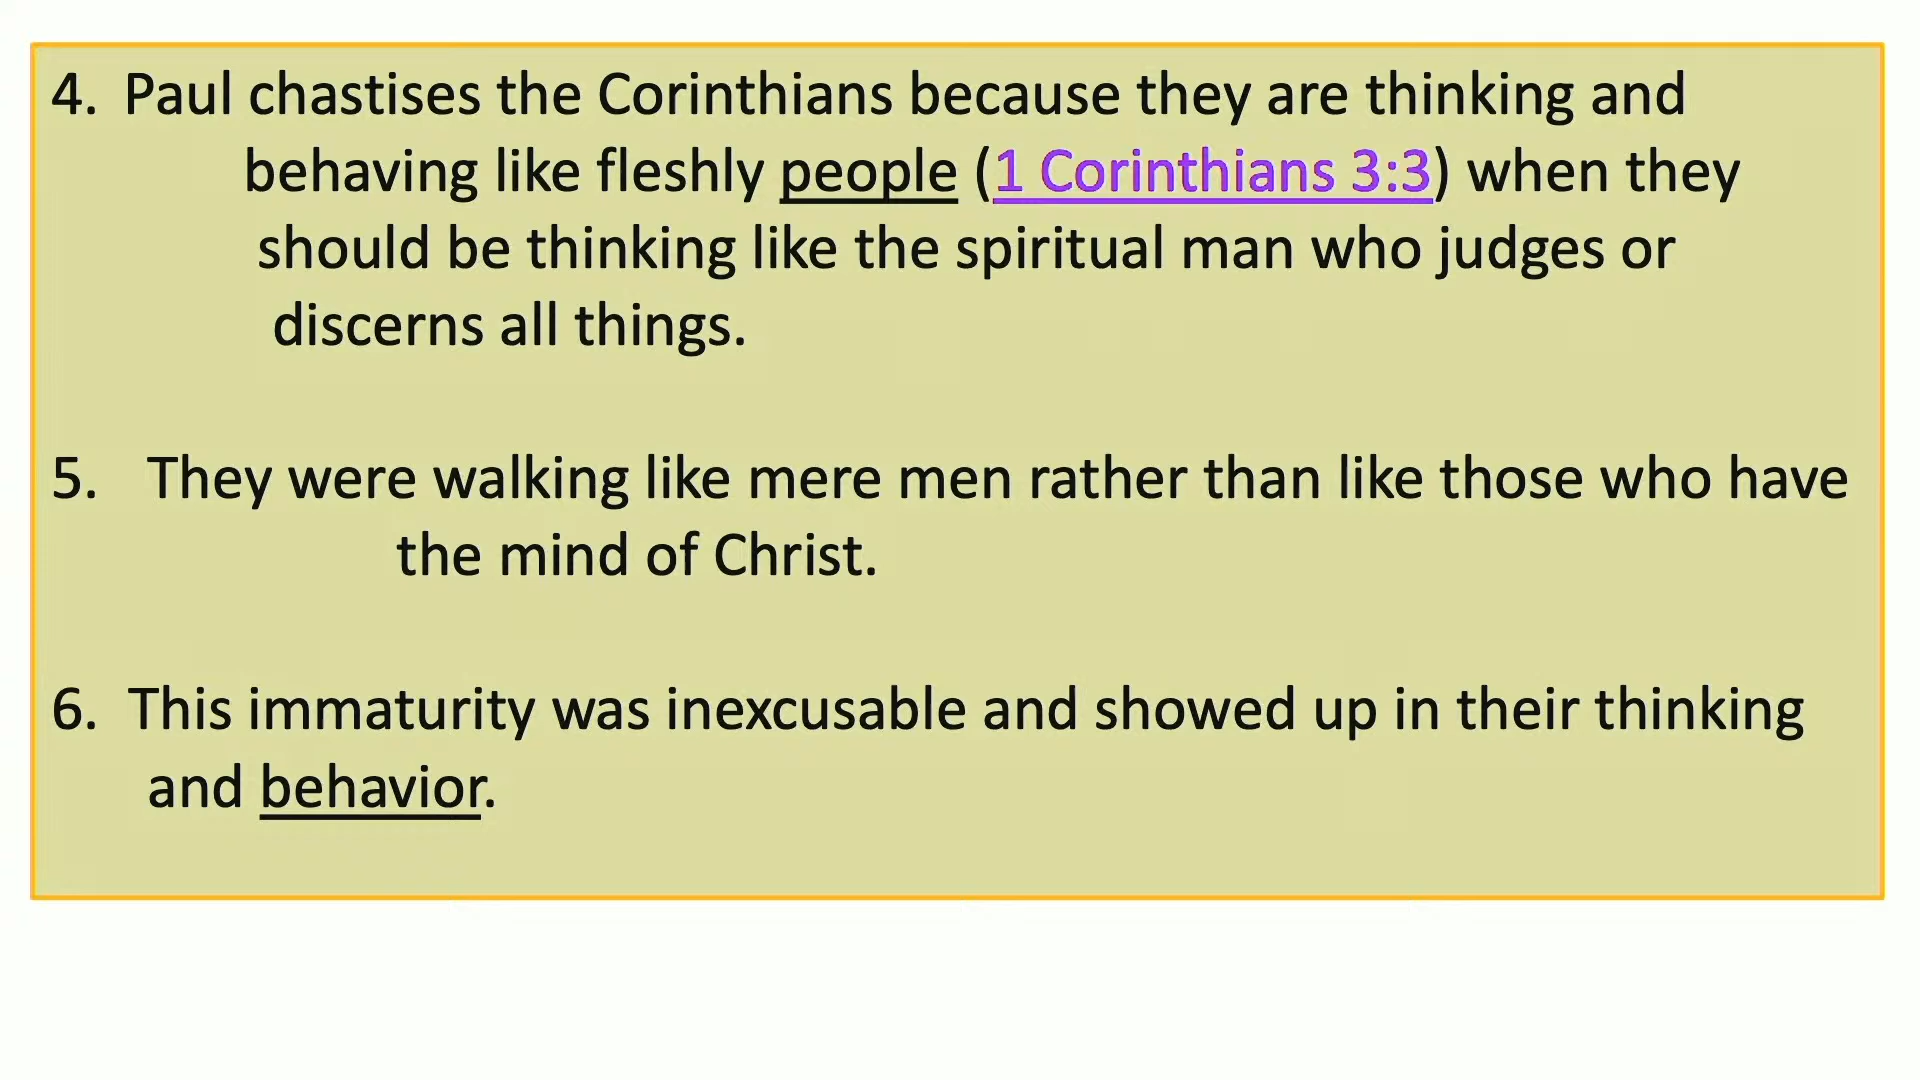 4. Paul chastises the Corinthians because they are thinking and
behaving like fleshly people (1 Corinthians 3:3) when they
should be thinking like the spiritual man who judges or
discerns all things.
5. They were walking like mere men rather than like those who have
the mind of Christ.
6. This immaturity was inexcusable and showed up in their thinking
and behavior.